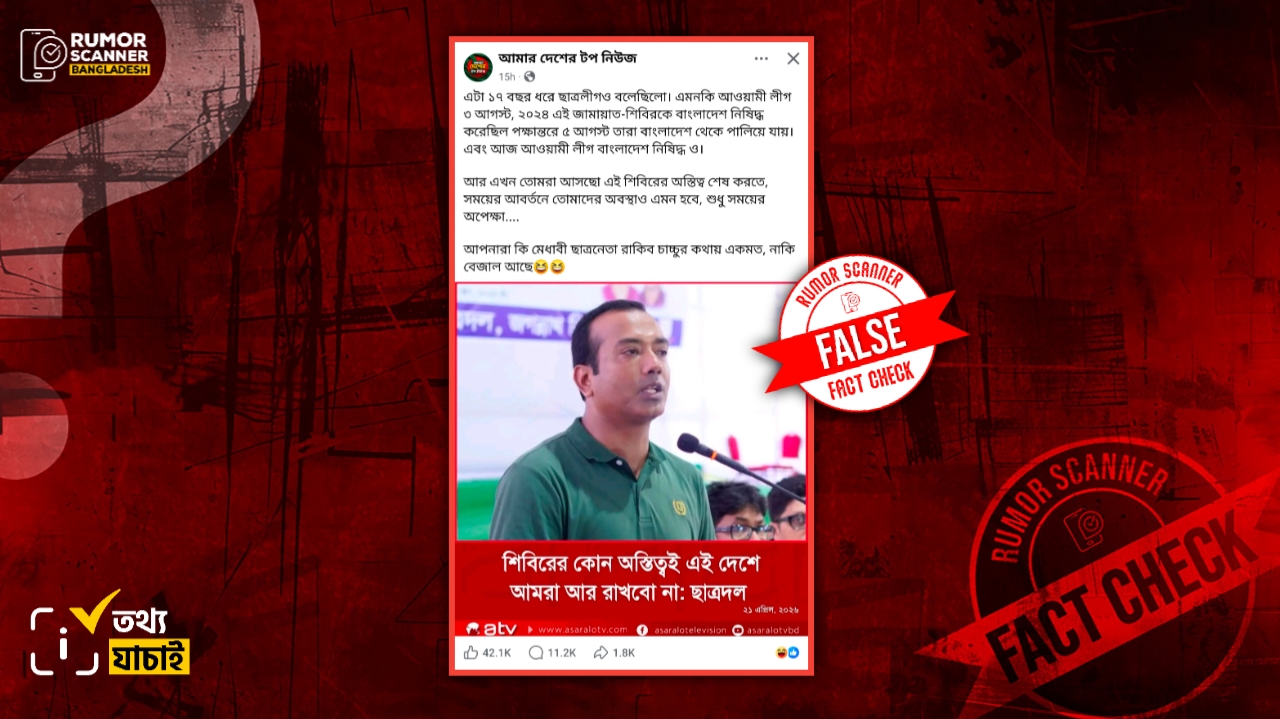 RUMOR
SCANNER
BANGLADESH
আমার দেশের টপ নিউজ
15h
এটা ১৭ বছর ধরে ছাত্রলীগও বলেছিলো। এমনকি আওয়ামী লীগ
৩ আগস্ট, ২০২৪ এই জামায়াত-শিবিরকে বাংলাদেশ নিষিদ্ধ
করেছিল পক্ষান্তরে ৫ আগস্ট তারা বাংলাদেশ থেকে পালিয়ে যায়।
এবং আজ আওয়ামী লীগ বাংলাদেশ নিষিদ্ধ ও।
আর এখন তোমরা আসছো এই শিবিরের অস্তিত্ব শেষ করতে,
সময়ের আবর্তনে তোমাদের অবস্থাও এমন হবে, শুধু সময়ের
অপেক্ষা....
আপনারা কি মেধাবী ছাত্রনেতা রাকিব চাচ্চুর কথায় একমত, নাকি
বেজাল আছে😆😆
RUMOR SCANNER
FALSE
FACT CHECK
শিবিরের কোন অস্তিত্বই এই দেশে
আমরা আর রাখবো না: ছাত্রদল
২১ এপ্রিল, ২০২৬
atv www.asaralotv.com asaralotelevision asaralotvbd
42.1K 11.2K 1.8K
তথ্য
যাচাই
RUMOR SCANNER
FACT CHECK